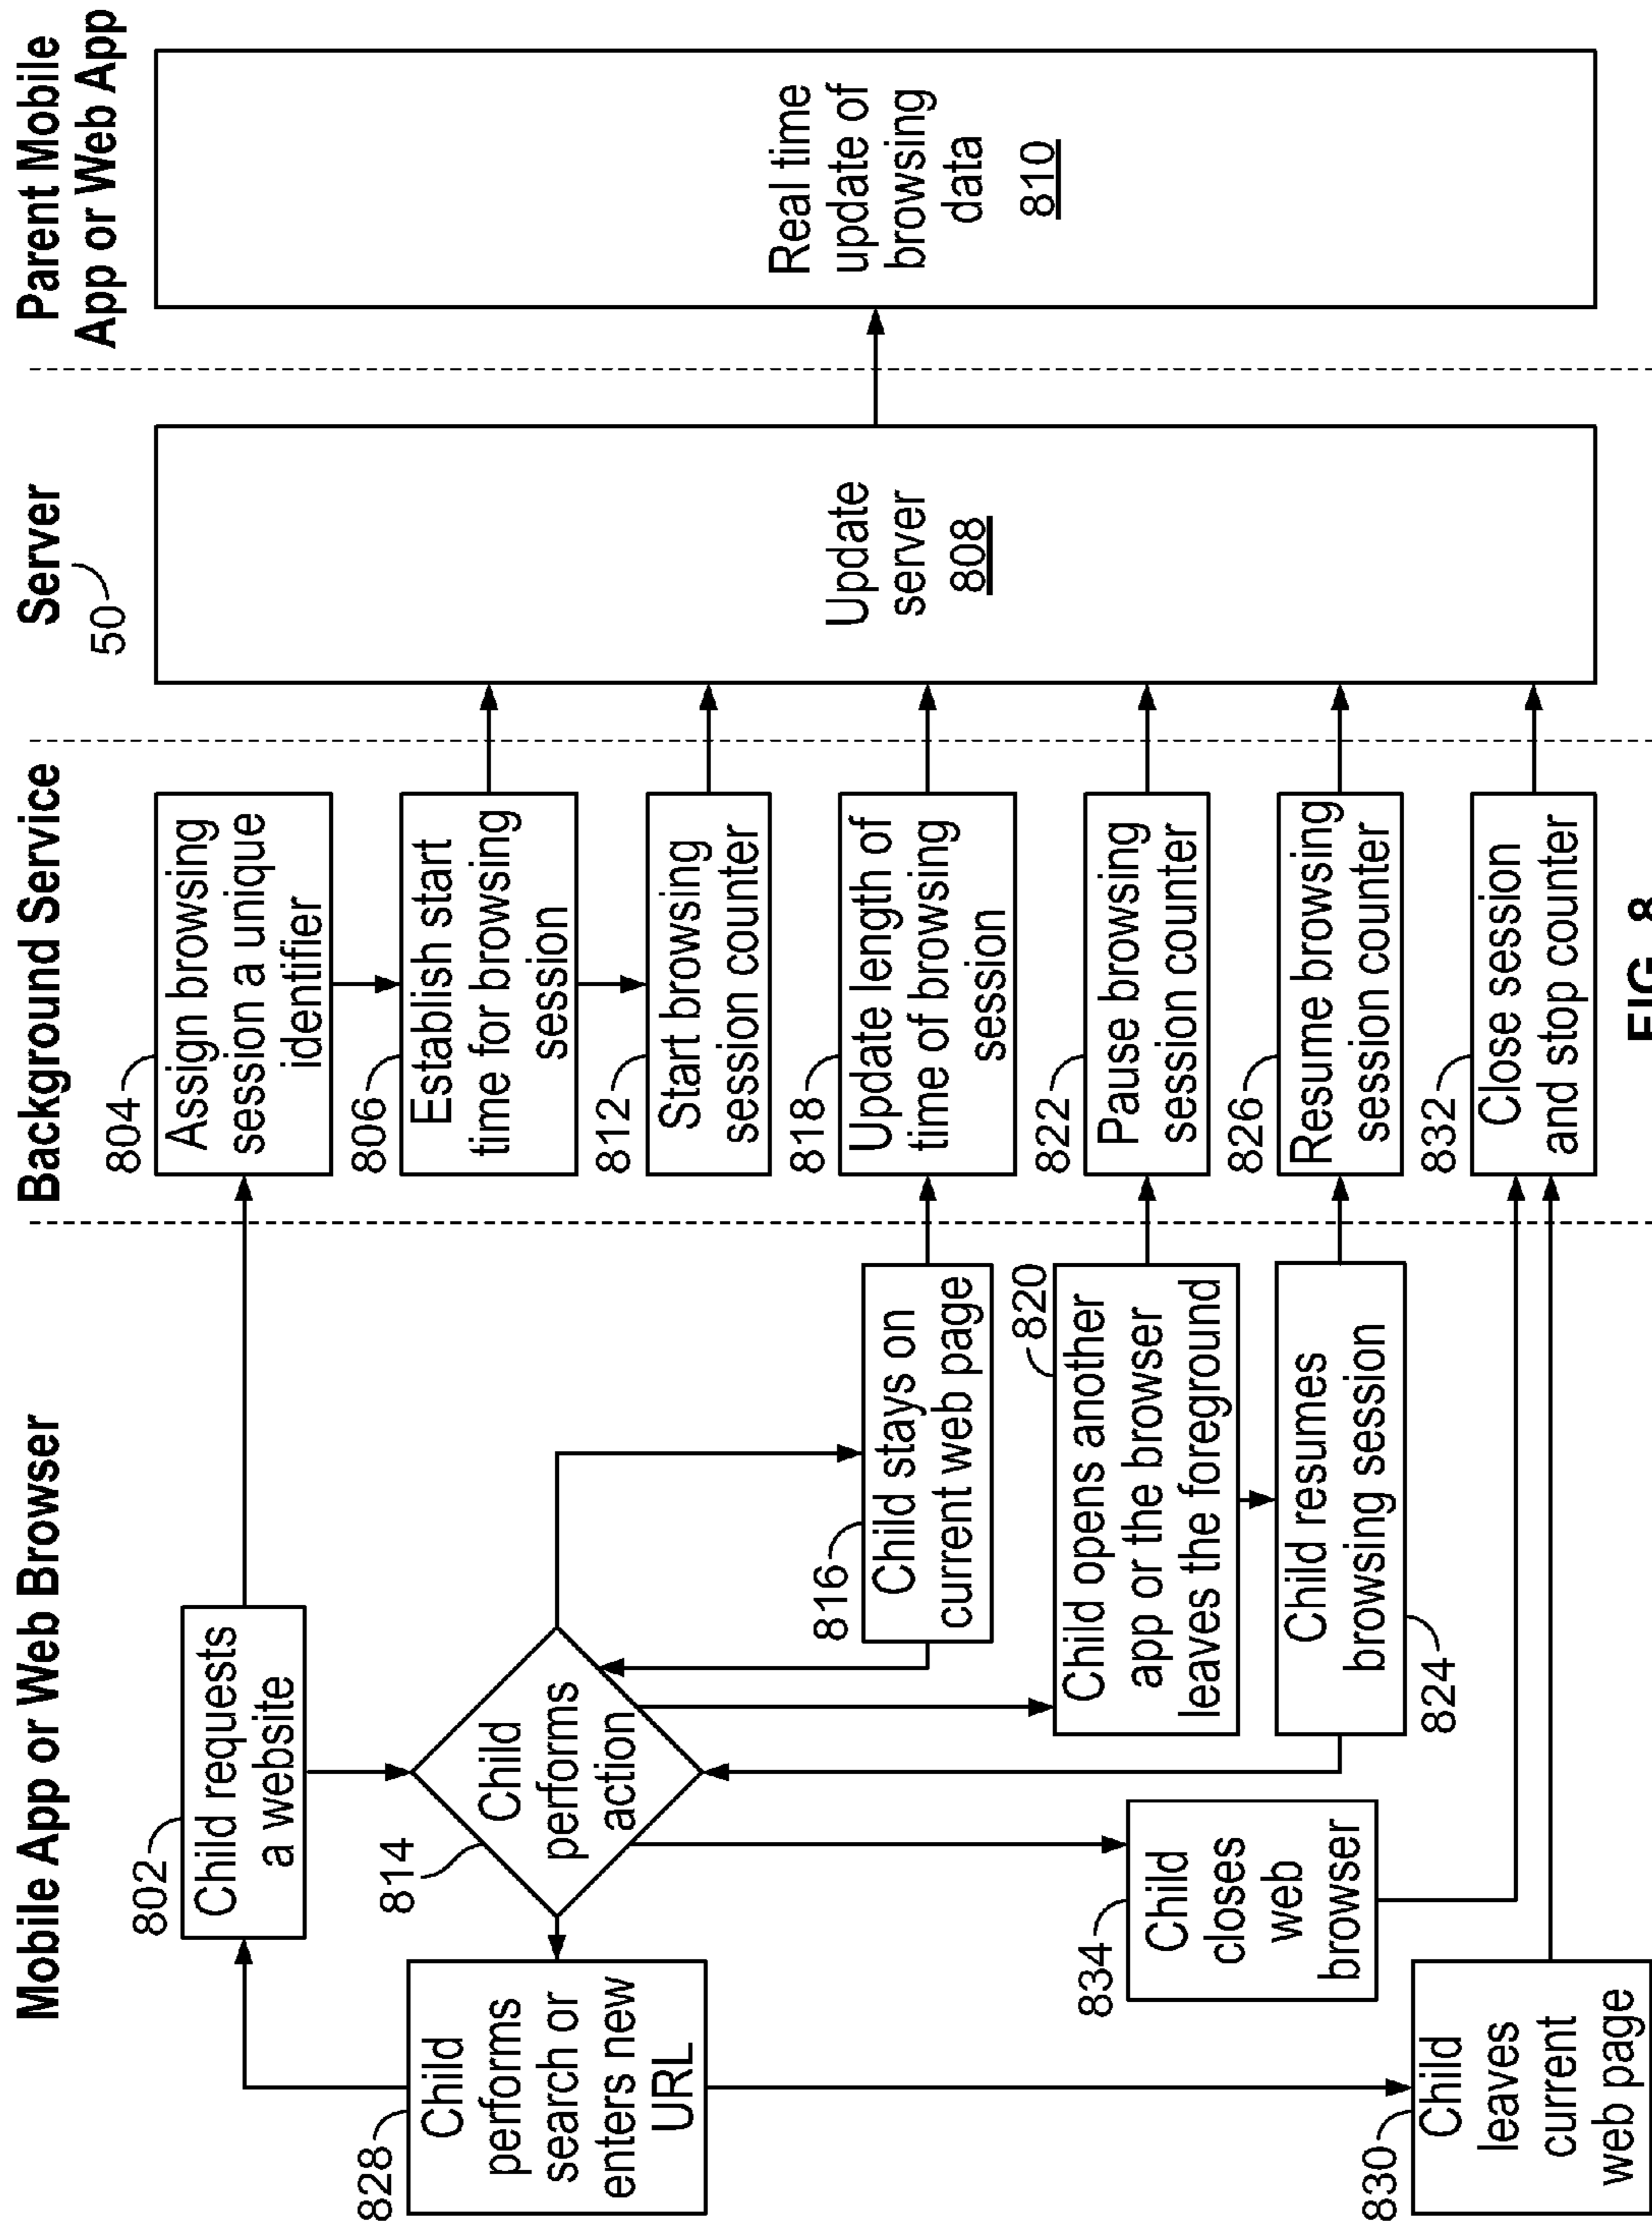 Mobile App or Web Browser
Background Service
Server
Parent Mobile
App or Web App
50
802
Child requests
a website
804
Assign browsing
session a unique
identifier
806
Establish start
time for browsing
session
812
Start browsing
session counter
814
Child
performs
action
828
Child
performs
search or
enters new
URL
816
Child stays on
current web page
818
Update length of
time of browsing
session
820
Child opens another
app or the browser
leaves the foreground
822
Pause browsing
session counter
824
Child resumes
browsing session
826
Resume browsing
session counter
834
Child
closes
web
browser
830
Child
leaves
current
web page
832
Close session
and stop counter
Update
server
808
Real time
update of
browsing
data
810
FIG. 8